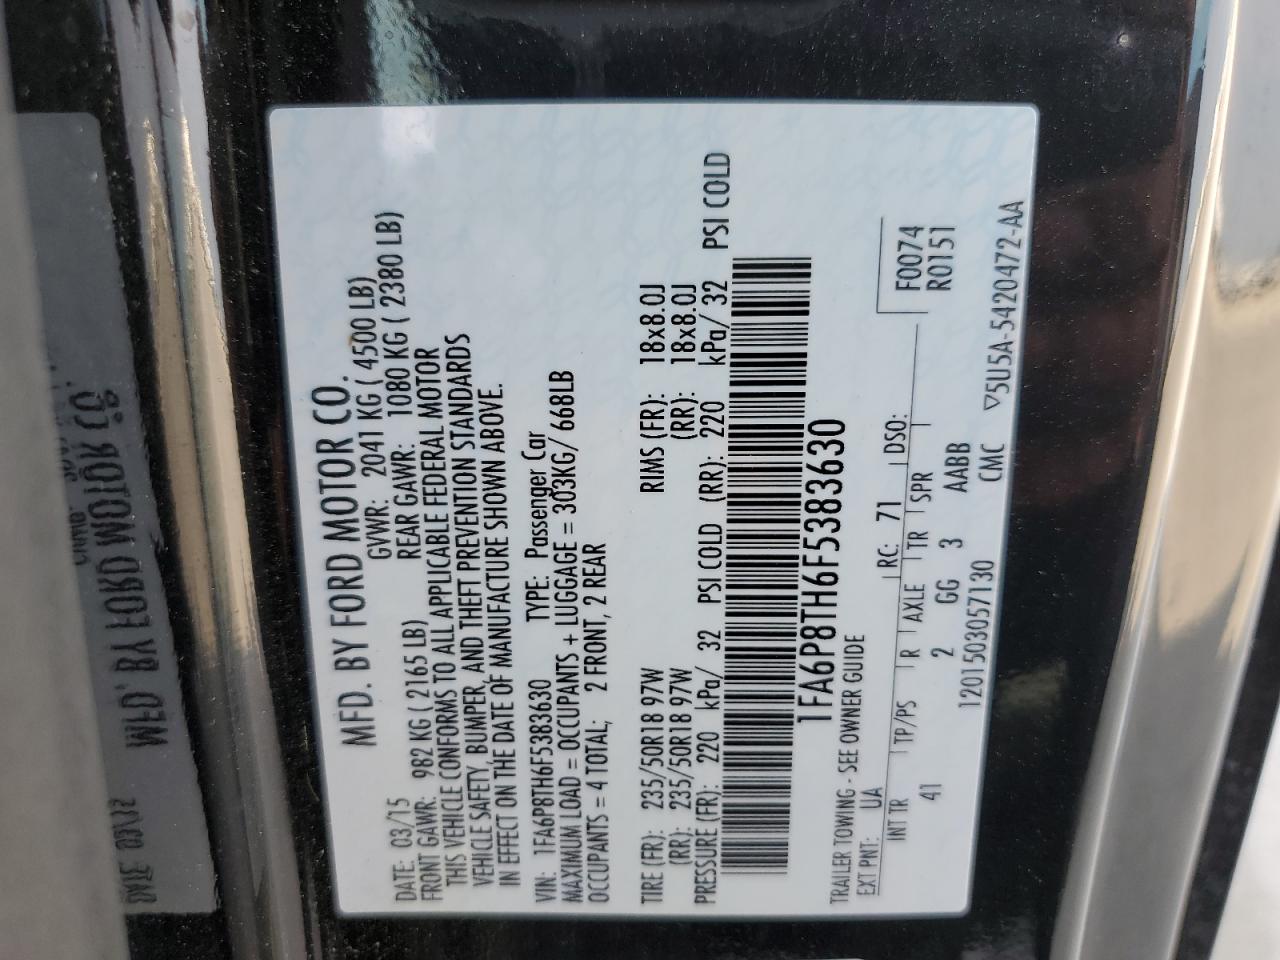 MFD. BY FORD MOTOR CO.
DATE: 03/15 GVWR: 2041 KG ( 4500 LB)
FRONT GAWR: 982 KG ( 2165 LB) REAR GAWR: 1080 KG ( 2380 LB)
THIS VEHICLE CONFORMS TO ALL APPLICABLE FEDERAL MOTOR
VEHICLE SAFETY, BUMPER, AND THEFT PREVENTION STANDARDS
IN EFFECT ON THE DATE OF MANUFACTURE SHOWN ABOVE.
VIN: 1FA6P8TH6F5383630 TYPE: Passenger Car
MAXIMUM LOAD = OCCUPANTS + LUGGAGE = 303KG/ 668LB
OCCUPANTS = 4 TOTAL; 2 FRONT, 2 REAR
TIRE (FR): 235/50R18 97W RIMS (FR): 18x8.0J
(RR): 235/50R18 97W (RR): 18x8.0J
PRESSURE (FR): 220 kPa/ 32 PSI COLD (RR): 220 kPa/ 32 PSI COLD
1FA6P8TH6F5383630
TRAILER TOWING - SEE OWNER GUIDE
EXT PNT: UA RC: 71 DSO: F0074
INT TR TP/PS R AXLE TR SPR R0151
41 2 GG 3 AABB
1201503057130 CMC
▽5U5A-5420472-AA